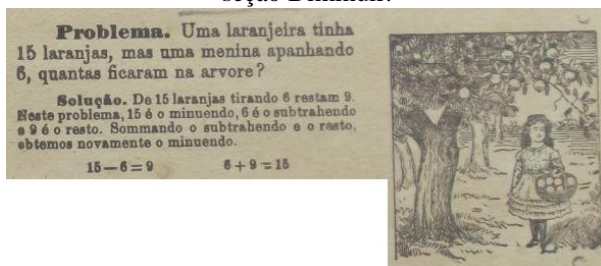 seção Diminuir.
Problema. Uma laranjeira tinha
15 laranjas, mas uma menina apanhando
6, quantas ficaram na arvore?
Solução. De 15 laranjas tirando 6 restam 9.
Neste problema, 15 é o minuendo, 6 é o subtrahendo
e 9 é o resto. Sommando o subtrahendo e o resto,
obtemos novamente o minuendo.
15 — 6 = 9 6 + 9 = 15